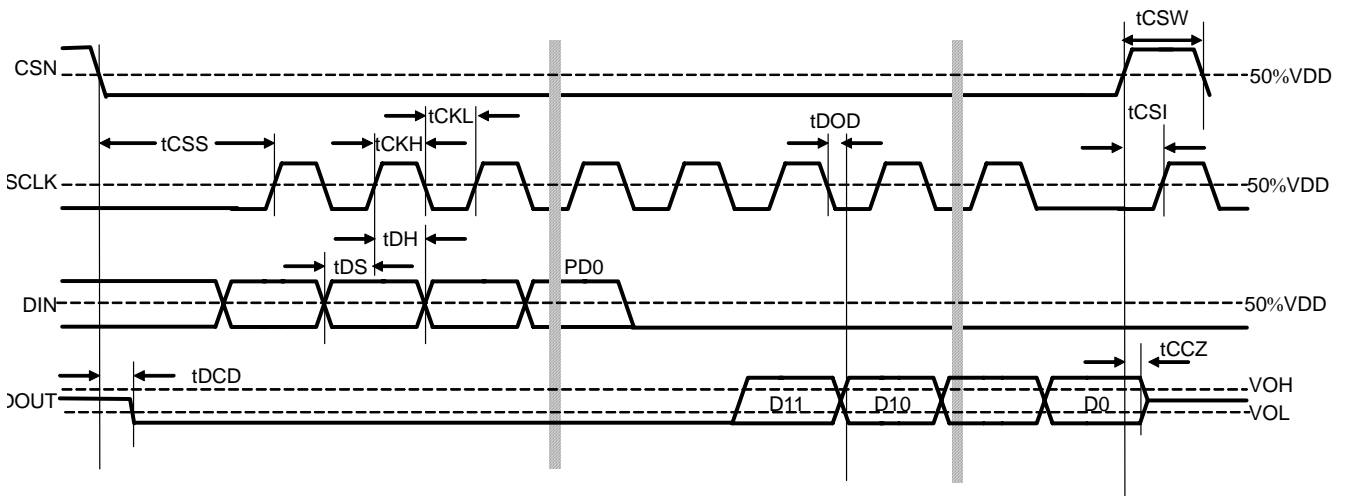 tCSW
CSN
50%VDD
tCKL
tDOD
tCSI
tCSS
tCKH
SCLK
50%VDD
tDH
tDS
PD0
DIN
50%VDD
tCCZ
tDCD
VOH
OUT
D11
D10
D0
VOL